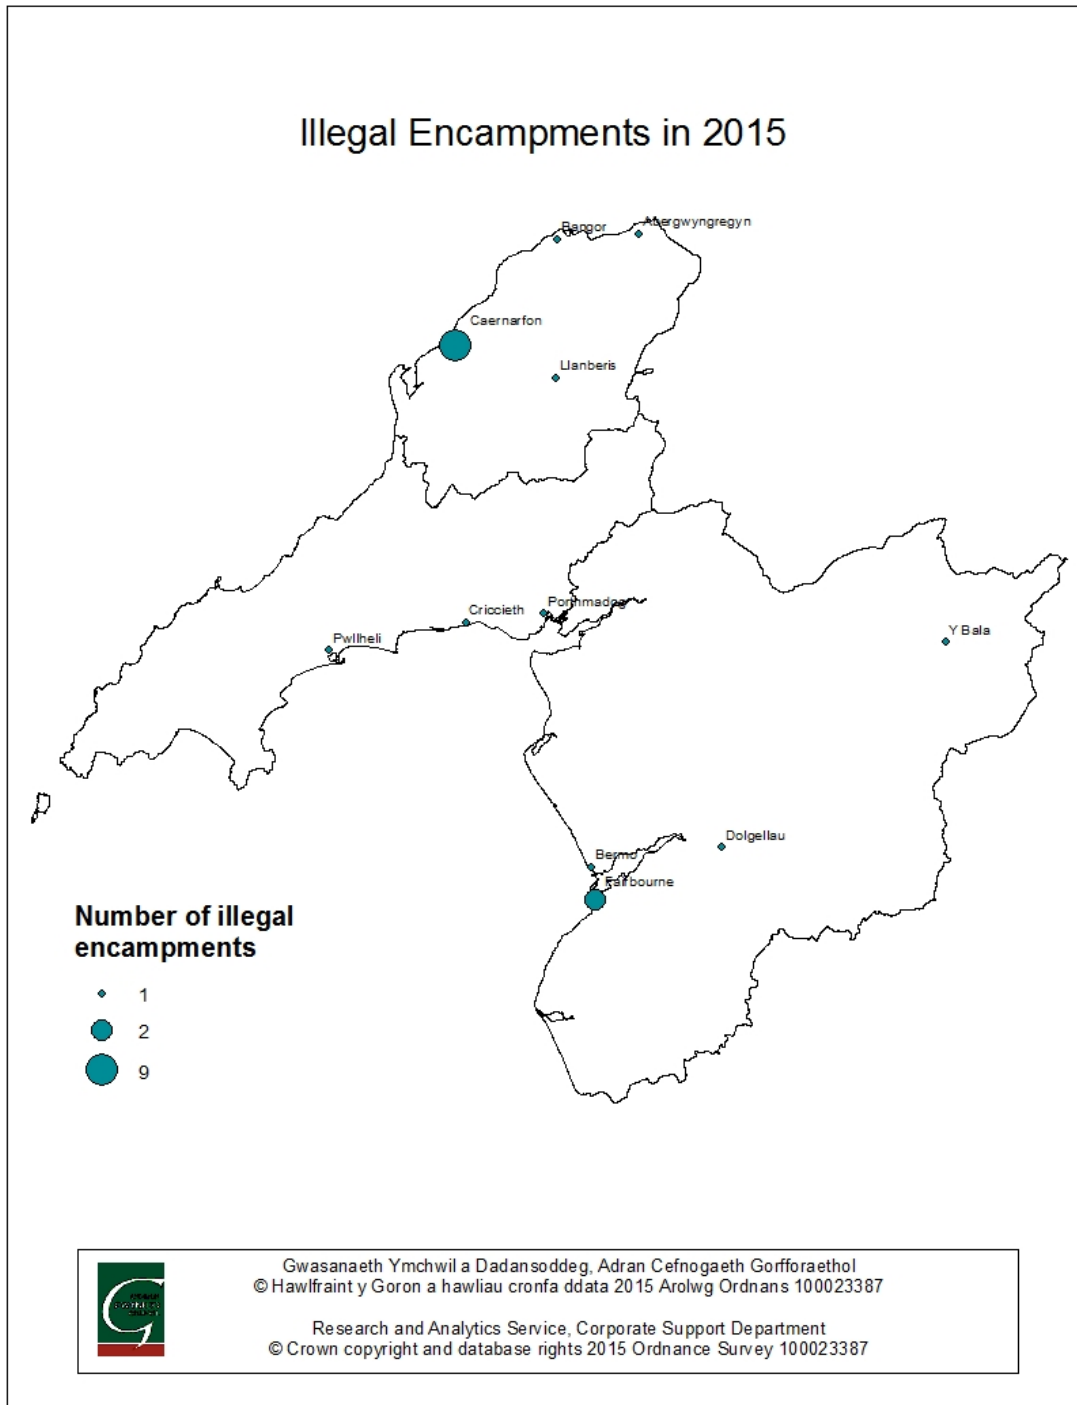 Illegal Encampments in 2015
Bangor
Abergwyngregyn
Caernarfon
Llanberis
Criccieth
Porthmadog
Pwllheli
Y Bala
Dolgellau
Bermo
Fairbourne
Number of illegal
encampments
1
2
9
Gwasanaeth Ymchwil a Dadansoddeg, Adran Cefnogaeth Gorfforaethol
© Hawlfraint y Goron a hawliau cronfa ddata 2015 Arolwg Ordnans 100023387
Research and Analytics Service, Corporate Support Department
© Crown copyright and database rights 2015 Ordnance Survey 100023387